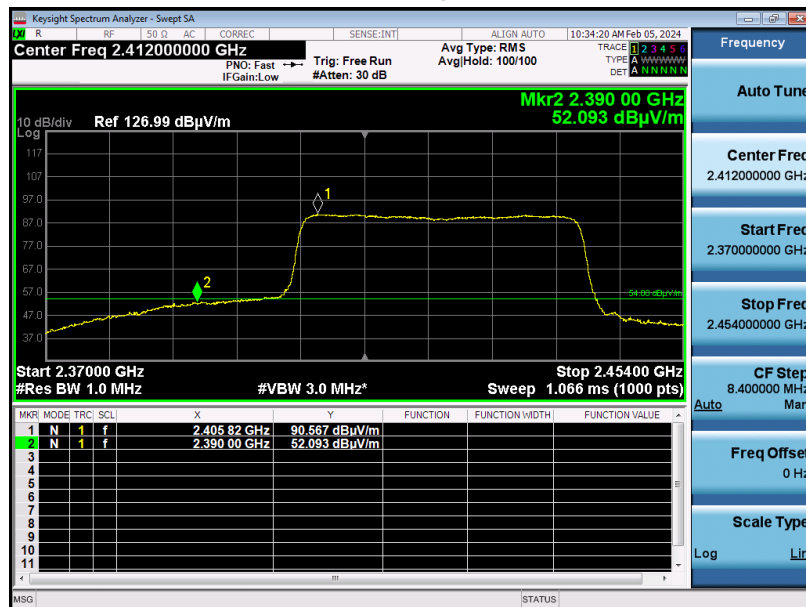 Keysight Spectrum Analyzer - Swept SA
LXI R RF 50 Ω AC CORREC SENSE:INT ALIGN AUTO 10:34:20 AM Feb 05, 2024
Center Freq 2.412000000 GHz
PNO: Fast
IFGain:Low
Trig: Free Run
#Atten: 30 dB
Avg Type: RMS
Avg|Hold: 100/100
TRACE 1 2 3 4 5 6
TYPE A WWWWW
DET A N N N N N
Mkr2 2.390 00 GHz
52.093 dBµV/m
10 dB/div
Log
Ref 126.99 dBµV/m
117
107
97.0
87.0
77.0
67.0
57.0
47.0
37.0
1
2
54.00 dBµV/m
Start 2.37000 GHz
Stop 2.45400 GHz
#Res BW 1.0 MHz
#VBW 3.0 MHz*
Sweep 1.066 ms (1000 pts)
MKR MODE TRC SCL X Y FUNCTION FUNCTION WIDTH FUNCTION VALUE
1 N 1 f 2.405 82 GHz 90.567 dBµV/m
2 N 1 f 2.390 00 GHz 52.093 dBµV/m
3
4
5
6
7
8
9
10
11
MSG
STATUS
Frequency
Auto Tune
Center Freq
2.412000000 GHz
Start Freq
2.370000000 GHz
Stop Freq
2.454000000 GHz
CF Step
8.400000 MHz
Auto Man
Freq Offset
0 Hz
Scale Type
Log Lin